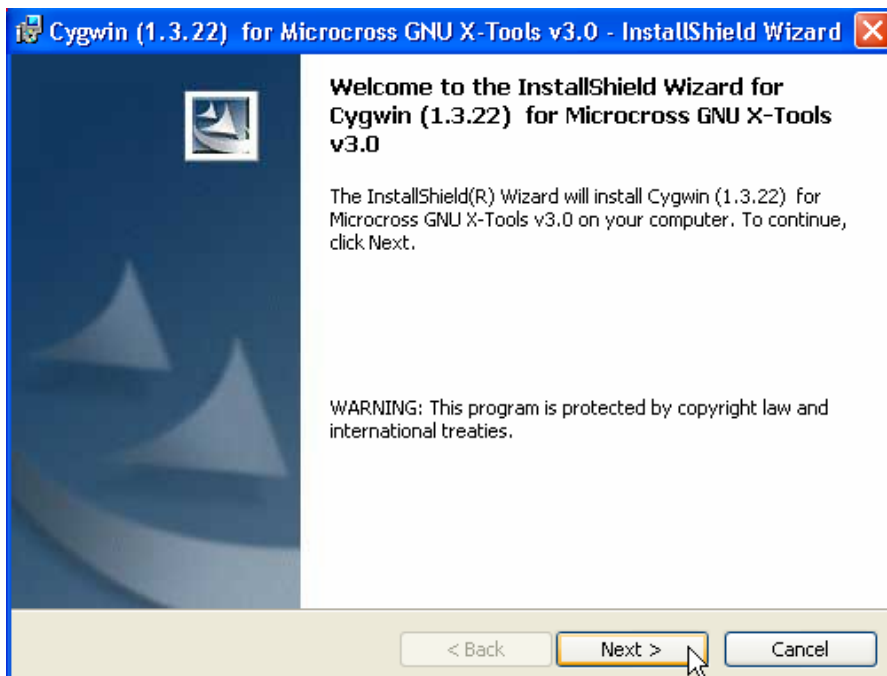 Cygwin (1.3.22) for Microcross GNU X-Tools v3.0 - InstallShield Wizard
Welcome to the InstallShield Wizard for
Cygwin (1.3.22) for Microcross GNU X-Tools
v3.0
The InstallShield(R) Wizard will install Cygwin (1.3.22) for
Microcross GNU X-Tools v3.0 on your computer. To continue,
click Next.
WARNING: This program is protected by copyright law and
international treaties.
< Back
Next >
Cancel